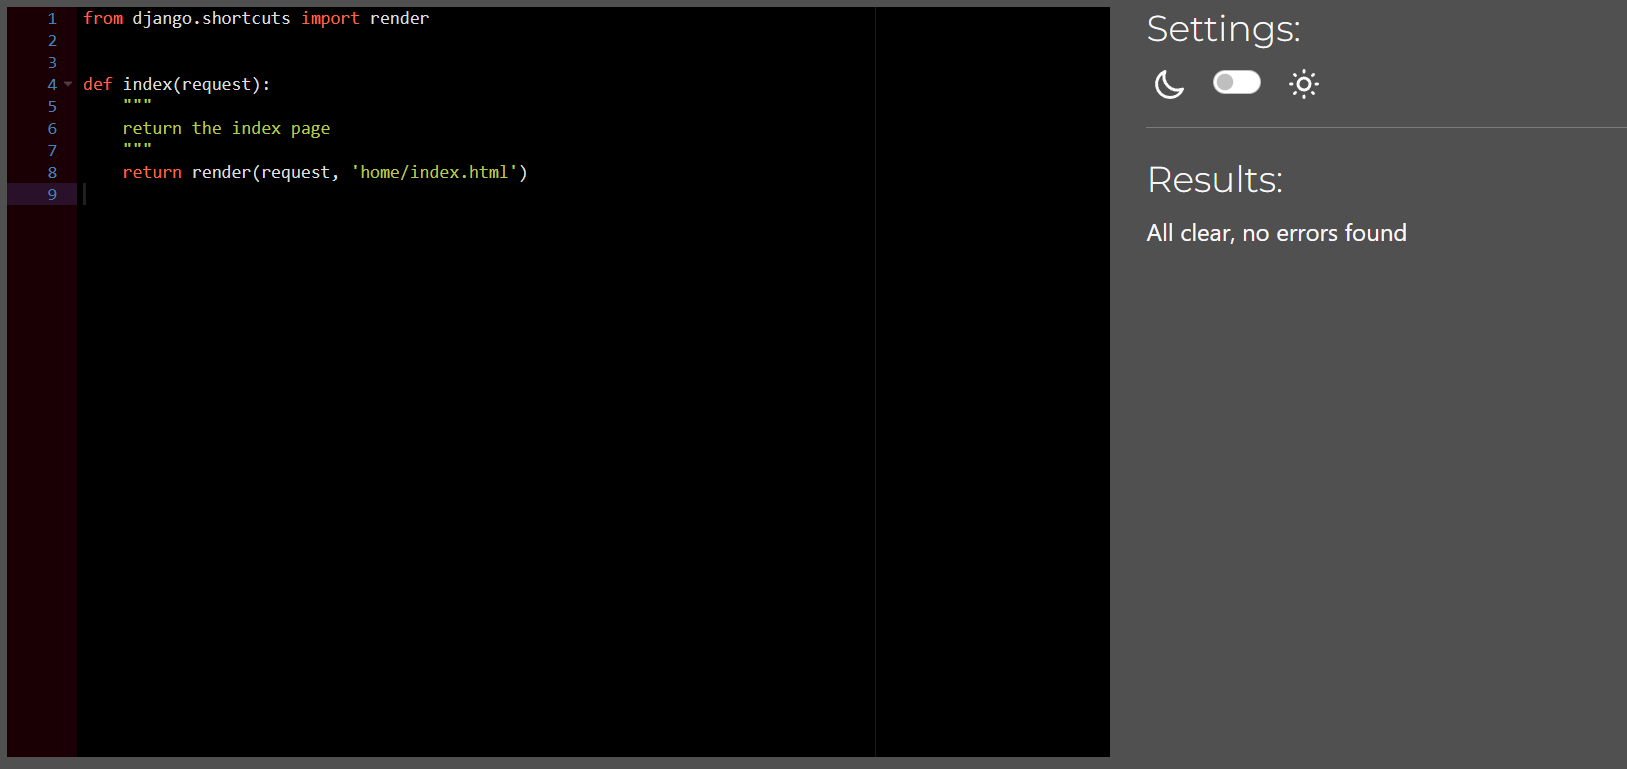 1 from django.shortcuts import render
2
3
4 def index(request):
5     """
6     return the index page
7     """
8     return render(request, 'home/index.html')
9
Settings:
Results:
All clear, no errors found